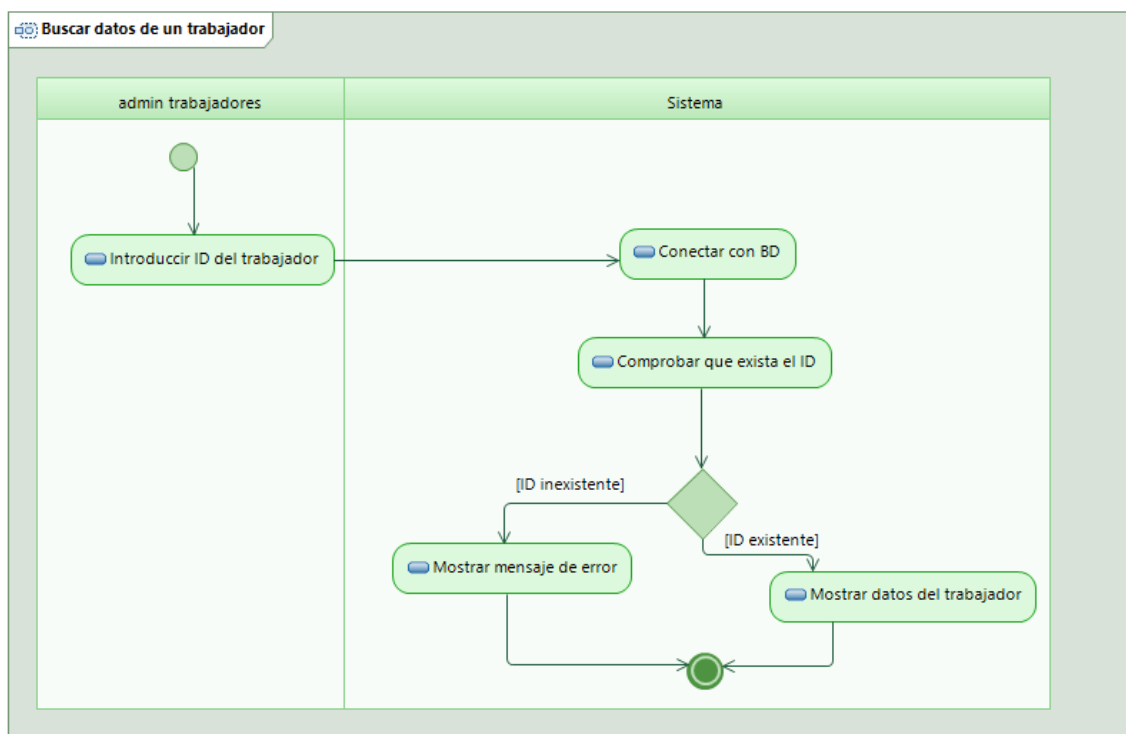 Buscar datos de un trabajador
admin trabajadores
Sistema
Introduccir ID del trabajador
Conectar con BD
Comprobar que exista el ID
[ID inexistente]
[ID existente]
Mostrar mensaje de error
Mostrar datos del trabajador